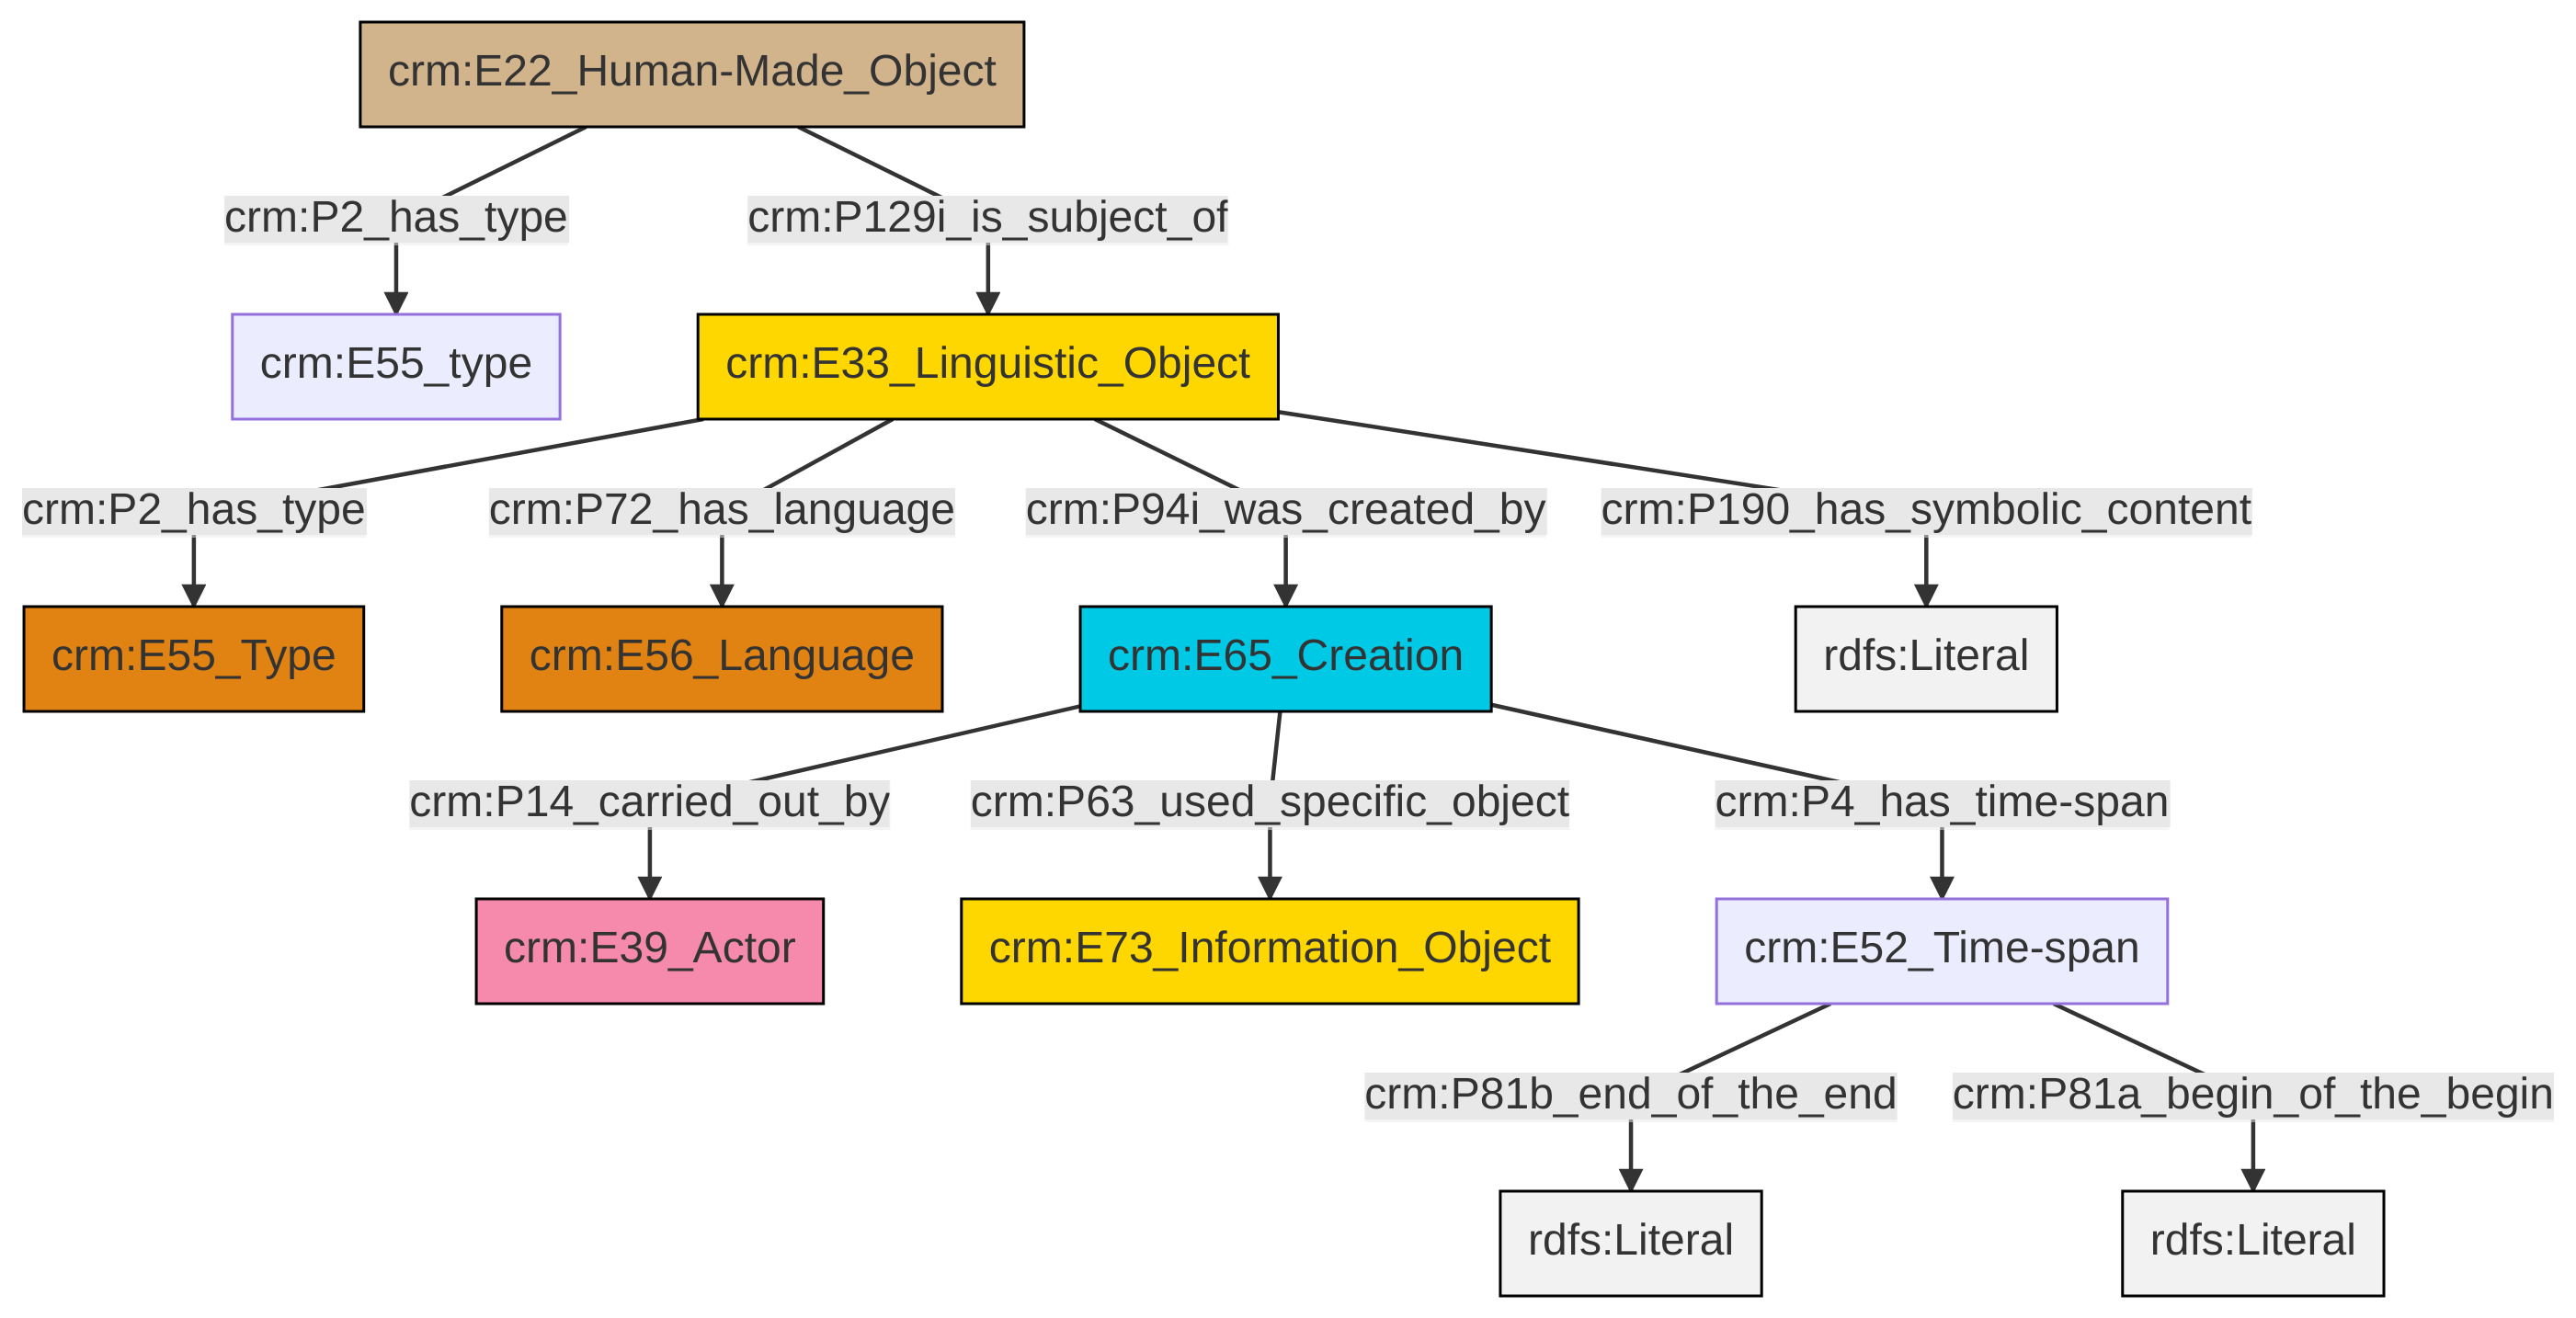 crm:E22_Human-Made_Object
crm:P2_has_type
crm:P129i_is_subject_of
crm:E55_type
crm:E33_Linguistic_Object
crm:P2_has_type
crm:P72_has_language
crm:P94i_was_created_by
crm:P190_has_symbolic_content
crm:E55_Type
crm:E56_Language
crm:E65_Creation
rdfs:Literal
crm:P14_carried_out_by
crm:P63_used_specific_object
crm:P4_has_time-span
crm:E39_Actor
crm:E73_Information_Object
crm:E52_Time-span
crm:P81b_end_of_the_end
crm:P81a_begin_of_the_begin
rdfs:Literal
rdfs:Literal